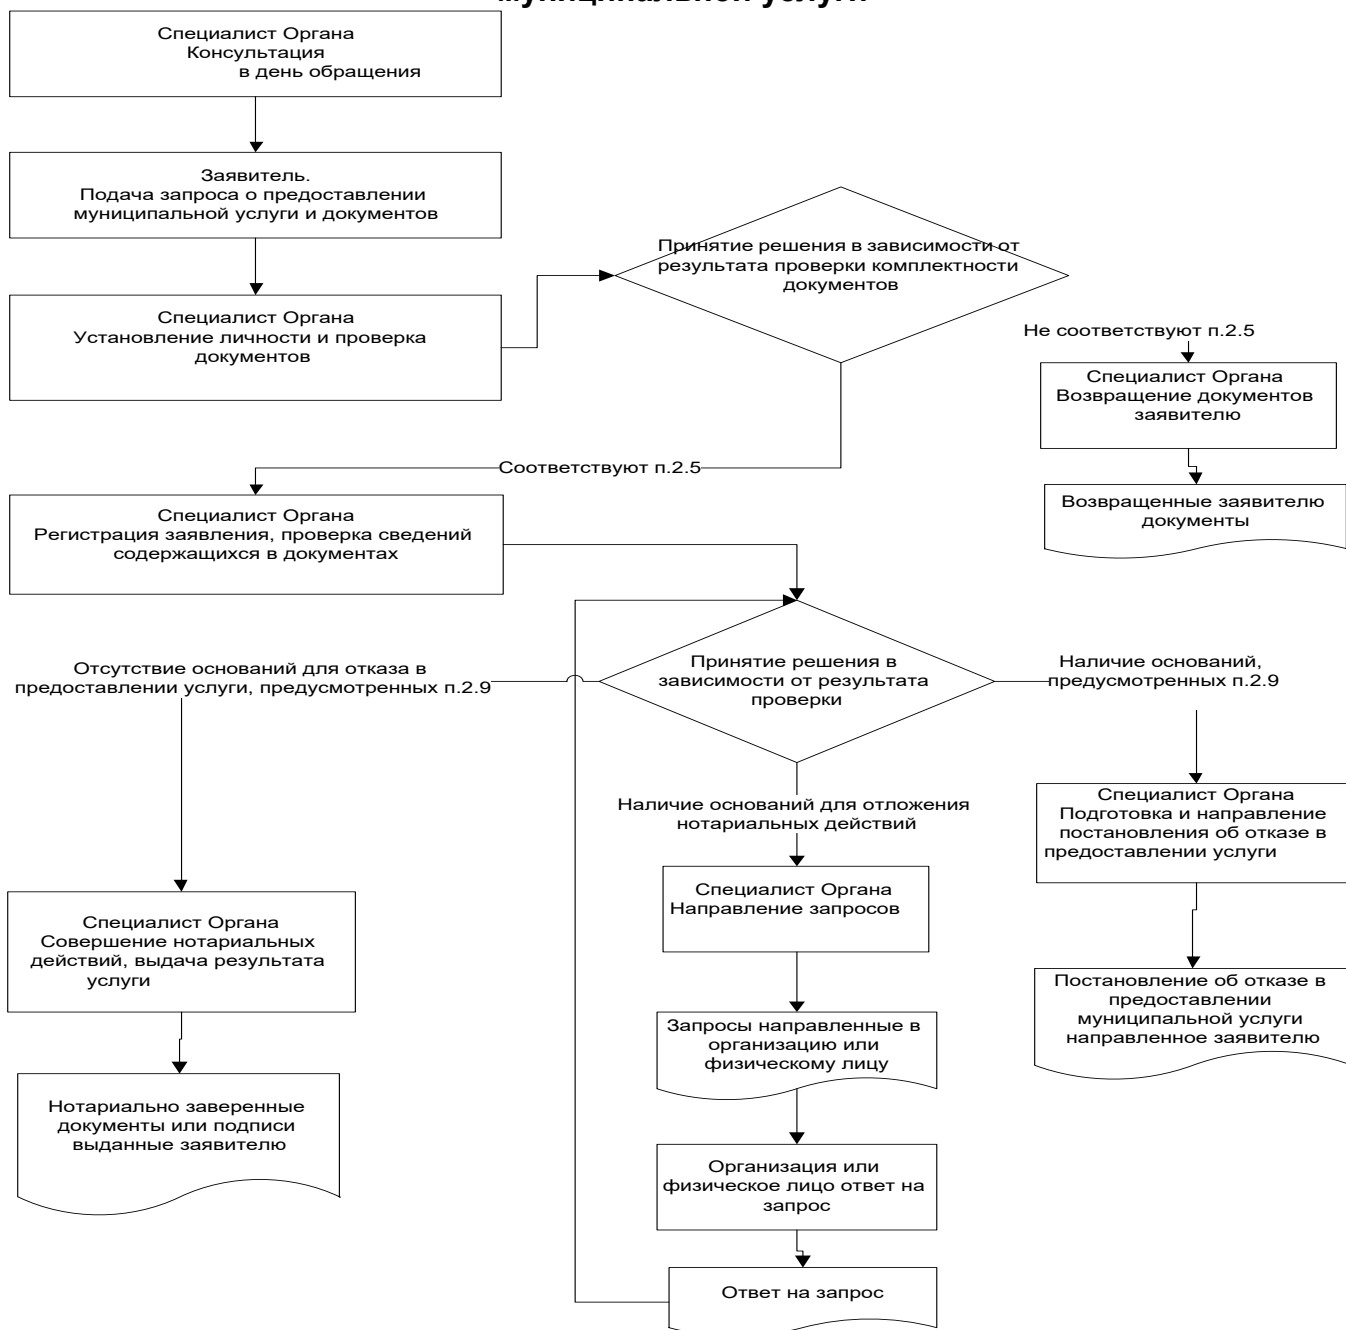 муниципальной услуги
Специалист Органа
Консультация
в день обращения
Заявитель.
Подача запроса о предоставлении
муниципальной услуги и документов
Специалист Органа
Установление личности и проверка
документов
Принятие решения в зависимости от
результата проверки комплектности
документов
Не соответствуют п.2.5
Специалист Органа
Возвращение документов
заявителю
Возвращенные заявителю
документы
Соответствуют п.2.5
Специалист Органа
Регистрация заявления, проверка сведений
содержащихся в документах
Принятие решения в
зависимости от результата
проверки
Отсутствие оснований для отказа в
предоставлении услуги, предусмотренных п.2.9
Наличие оснований,
предусмотренных п.2.9
Наличие оснований для отложения
нотариальных действий
Специалист Органа
Подготовка и направление
постановления об отказе в
предоставлении услуги
Специалист Органа
Направление запросов
Специалист Органа
Совершение нотариальных
действий, выдача результата
услуги
Постановление об отказе в
предоставлении
муниципальной услуги
направленное заявителю
Запросы направленные в
организацию или
физическому лицу
Нотариально заверенные
документы или подписи
выданные заявителю
Организация или
физическое лицо ответ на
запрос
Ответ на запрос